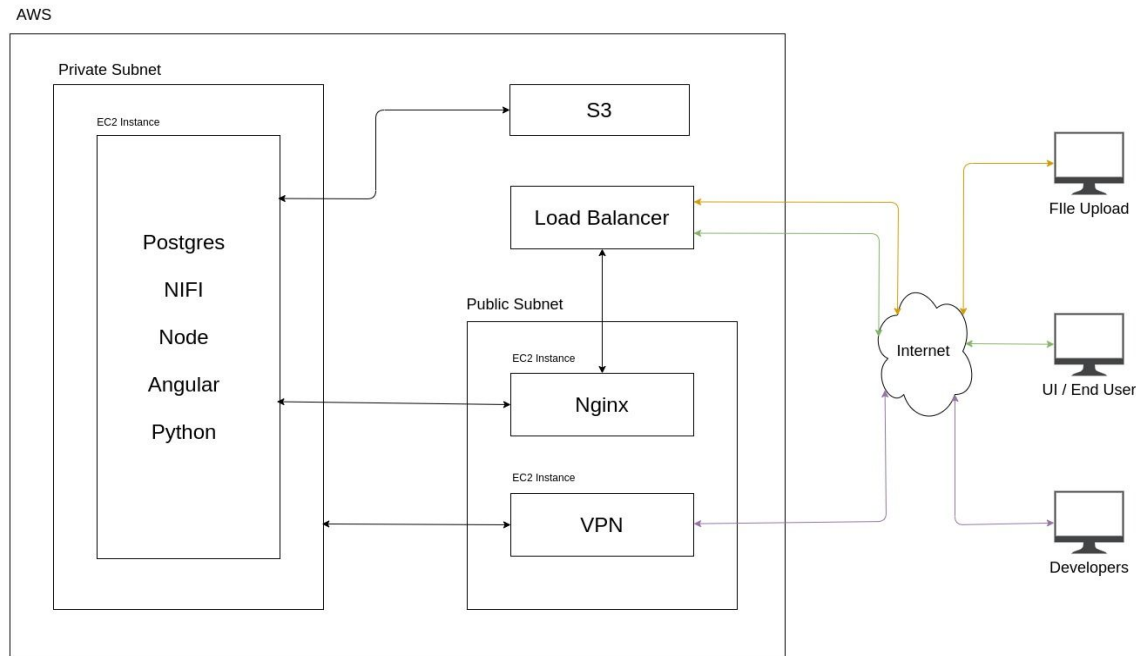 AWS
Private Subnet
EC2 Instance
Postgres
NIFI
Node
Angular
Python
S3
Load Balancer
Public Subnet
EC2 Instance
Nginx
EC2 Instance
VPN
Internet
FIle Upload
UI / End User
Developers